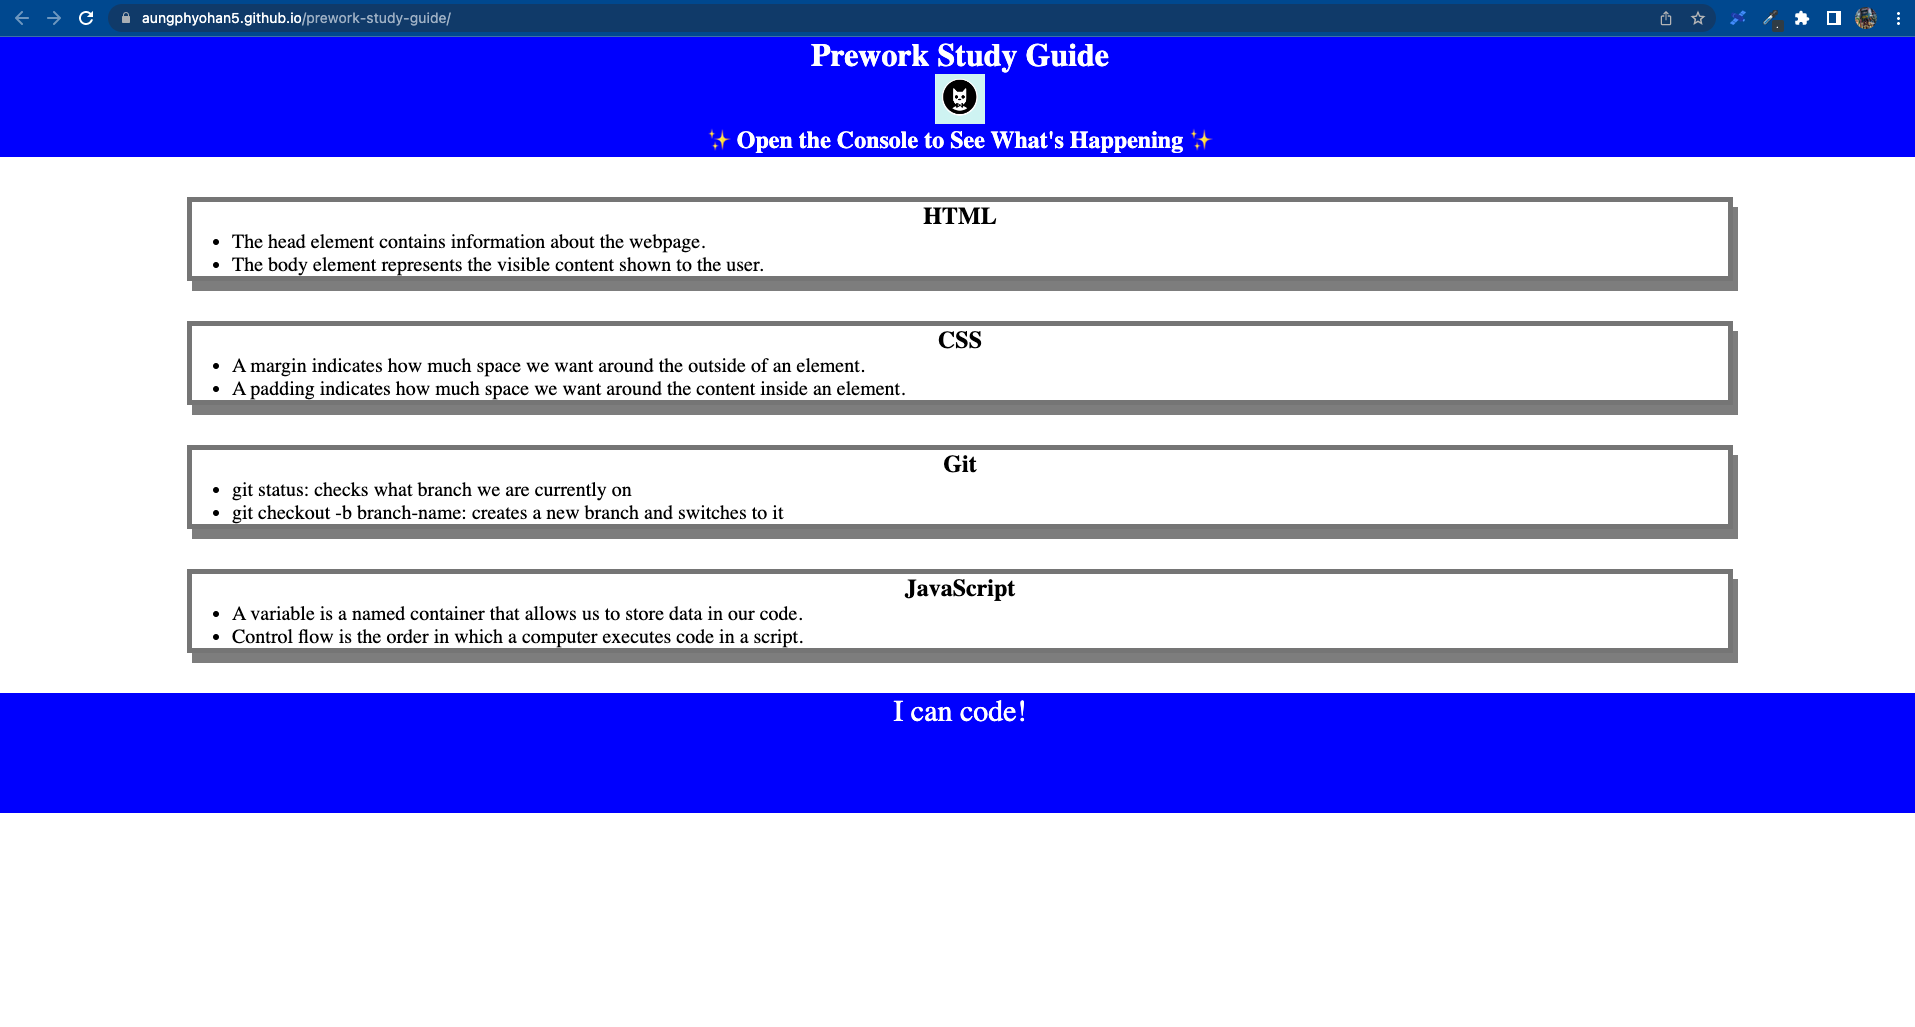 aungphyohan5.github.io/prework-study-guide/
Prework Study Guide
✨ Open the Console to See What's Happening ✨
HTML
• The head element contains information about the webpage.
• The body element represents the visible content shown to the user.
CSS
• A margin indicates how much space we want around the outside of an element.
• A padding indicates how much space we want around the content inside an element.
Git
• git status: checks what branch we are currently on
• git checkout -b branch-name: creates a new branch and switches to it
JavaScript
• A variable is a named container that allows us to store data in our code.
• Control flow is the order in which a computer executes code in a script.
I can code!